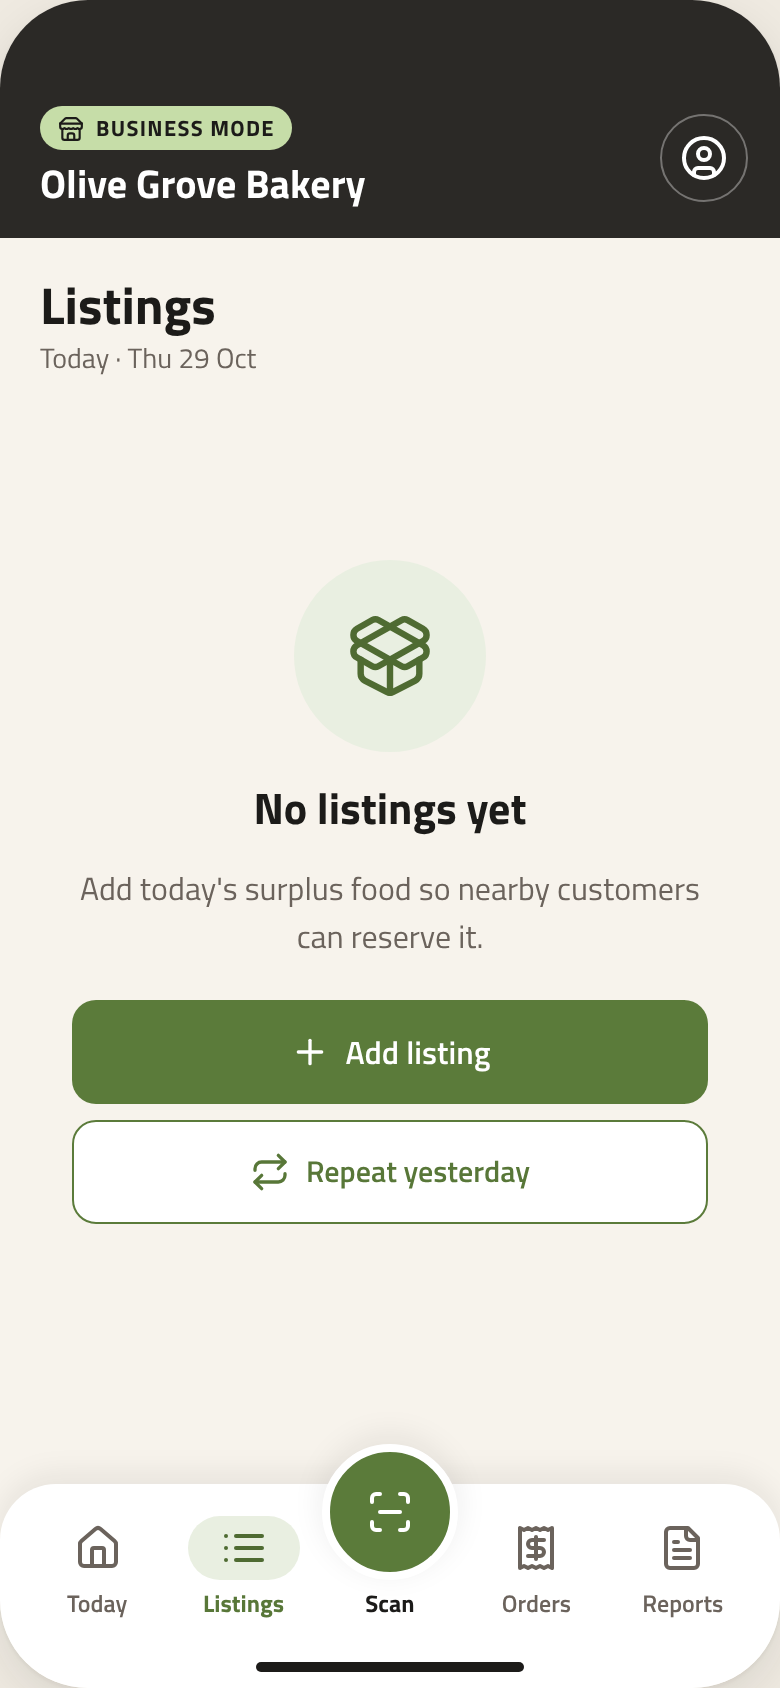 BUSINESS MODE
Olive Grove Bakery
Listings
Today · Thu 29 Oct
No listings yet
Add today's surplus food so nearby customers
can reserve it.
Add listing
Repeat yesterday
Today
Listings
Scan
Orders
Reports